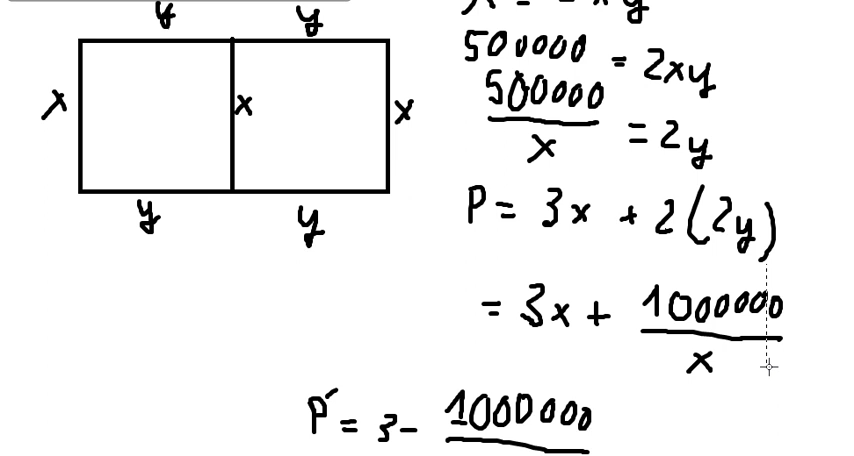 y y
x x x
y y
500000 = 2xy
500000 / x = 2y
P = 3x + 2(2y)
= 3x + 1000000 / x
P' = 3 - 1000000